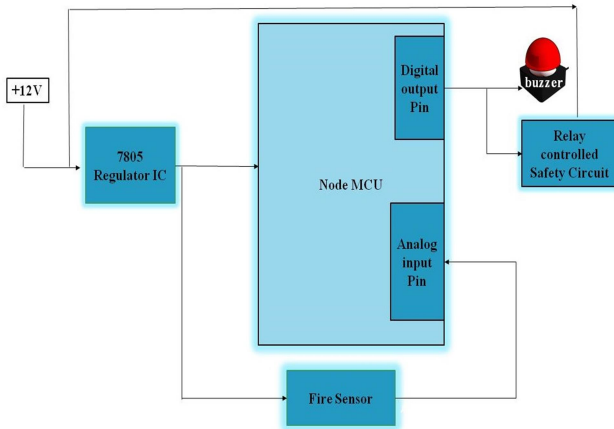 +12V
7805
Regulator IC
Node MCU
Digital
output
Pin
Analog
input
Pin
buzzer
Relay
controlled
Safety Circuit
Fire Sensor